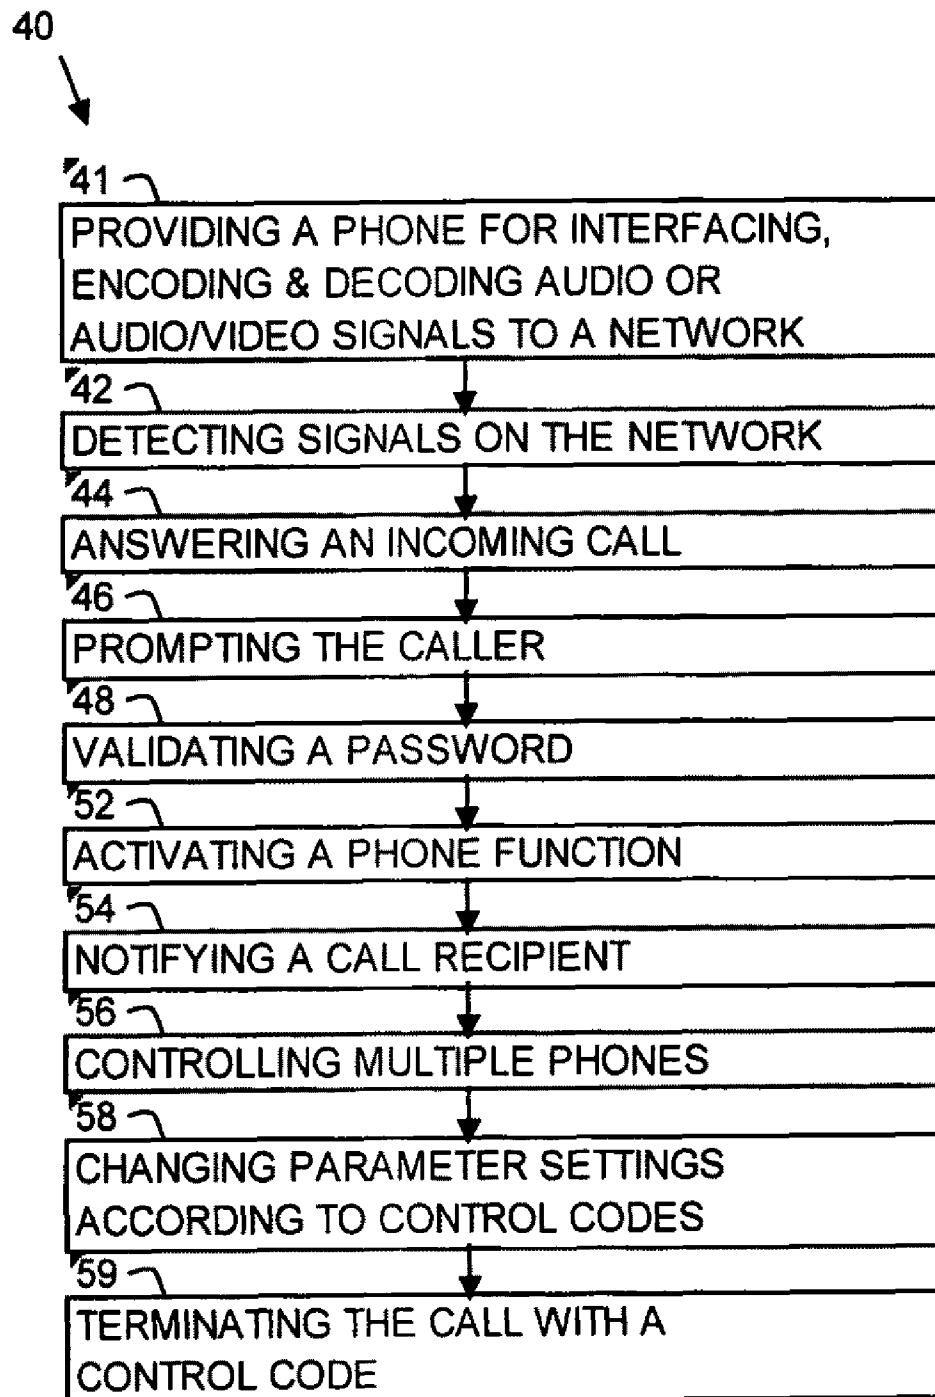 40
41
PROVIDING A PHONE FOR INTERFACING,
ENCODING & DECODING AUDIO OR
AUDIO/VIDEO SIGNALS TO A NETWORK
42
DETECTING SIGNALS ON THE NETWORK
44
ANSWERING AN INCOMING CALL
46
PROMPTING THE CALLER
48
VALIDATING A PASSWORD
52
ACTIVATING A PHONE FUNCTION
54
NOTIFYING A CALL RECIPIENT
56
CONTROLLING MULTIPLE PHONES
58
CHANGING PARAMETER SETTINGS
ACCORDING TO CONTROL CODES
59
TERMINATING THE CALL WITH A
CONTROL CODE